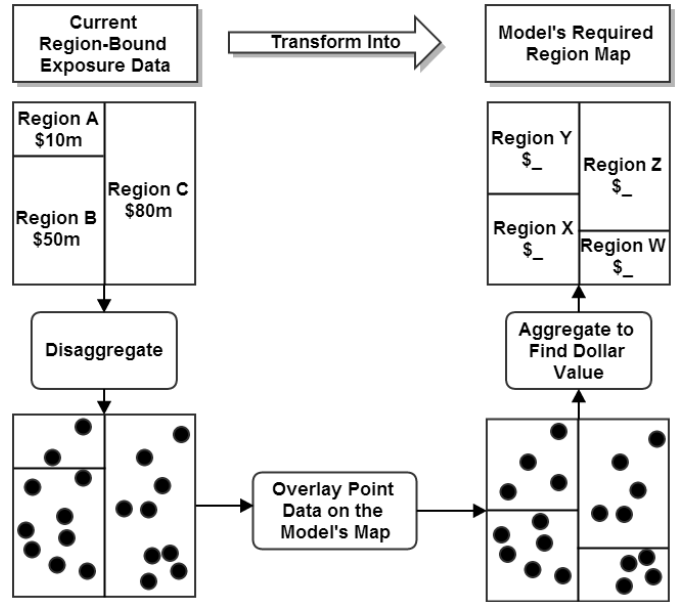 Current
Region-Bound
Exposure Data
Transform Into
Model's Required
Region Map
Region A
$10m
Region B
$50m
Region C
$80m
Region Y
$_
Region Z
$_
Region X
$_
Region W
$_
Disaggregate
Aggregate to
Find Dollar
Value
Overlay Point
Data on the
Model's Map